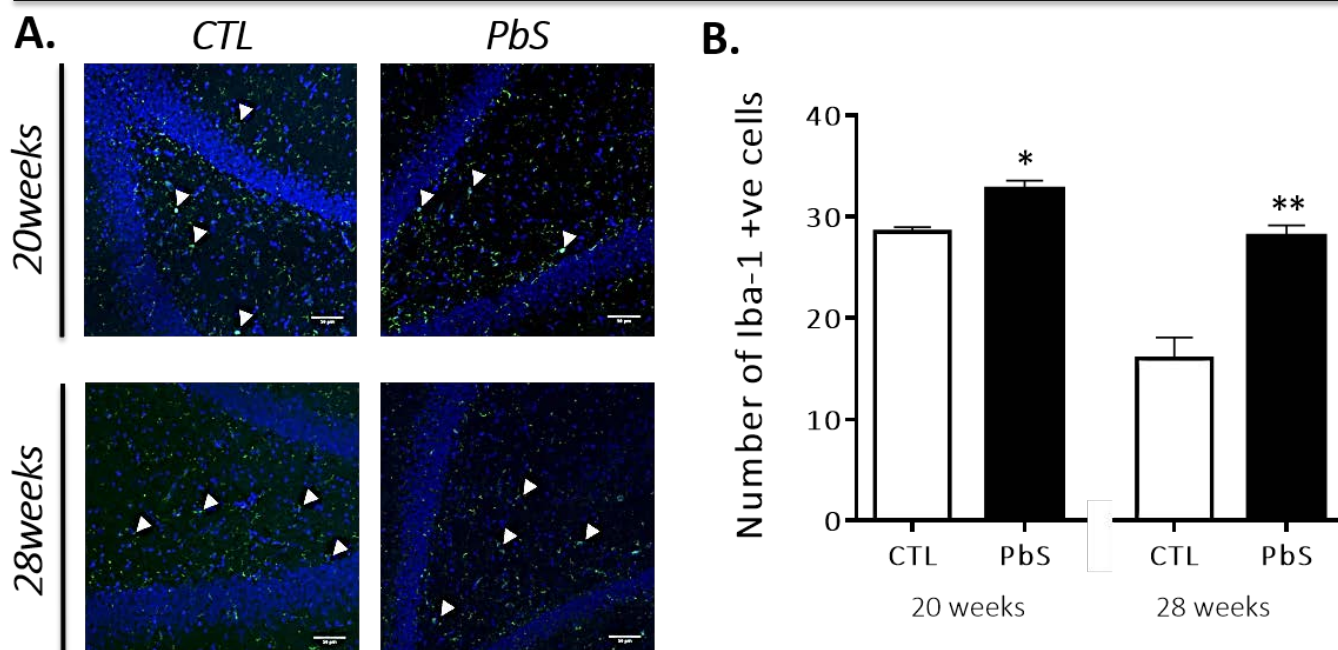 A.
CTL
PbS
20weeks
28weeks
B.
Number of Iba-1 +ve cells
40
30
20
10
0
*
**
CTL
PbS
CTL
PbS
20 weeks
28 weeks